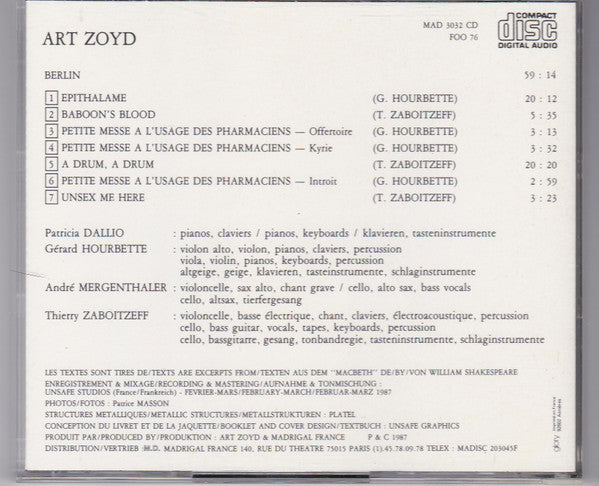 ART ZOYD
MAD 3032 CD
FOO 76
COMPACT
disc
DIGITAL AUDIO
BERLIN 59 : 14
1 EPITHALAME (G. HOURBETTE) 20 : 12
2 BABOON'S BLOOD (T. ZABOITZEFF) 5 : 35
3 PETITE MESSE A L'USAGE DES PHARMACIENS — Offertoire (G. HOURBETTE) 3 : 13
4 PETITE MESSE A L'USAGE DES PHARMACIENS — Kyrie (G. HOURBETTE) 3 : 32
5 A DRUM, A DRUM (T. ZABOITZEFF) 20 : 20
6 PETITE MESSE A L'USAGE DES PHARMACIENS — Introit (G. HOURBETTE) 2 : 59
7 UNSEX ME HERE (T. ZABOITZEFF) 3 : 23
Patricia DALLIO : pianos, claviers / pianos, keyboards / klavieren, tasteninstrumente
Gérard HOURBETTE : violon alto, violon, pianos, claviers, percussion
viola, violin, pianos, keyboards, percussion
altgeige, geige, klavieren, tasteinstrumente, schlaginstrumente
André MERGENTHALER : violoncelle, sax alto, chant grave / cello, alto sax, bass vocals
cello, altsax, tierfergesang
Thierry ZABOITZEFF : violoncelle, basse électrique, chant, claviers, électroacoustique, percussion
cello, bass guitar, vocals, tapes, keyboards, percussion
cello, bassgitarre, gesang, tonbandregie, tasteninstrumente, schlaginstrumente
LES TEXTES SONT TIRES DE/TEXTS ARE EXCERPTS FROM/TEXTEN AUS DEM "MACBETH" DE/BY/VON WILLIAM SHAKESPEARE
ENREGISTREMENT & MIXAGE/RECORDING & MASTERING/AUFNAHME & TONMISCHUNG :
UNSAFE STUDIOS (France/Frankreich) - FEVRIER-MARS/FEBRUARY-MARCH/FEBRUAR-MARZ 1987
PHOTOS/FOTOS : Patrice MASSON
STRUCTURES METALLIQUES/METALLIC STRUCTURES/METALLSTRUKTUREN : PLATEL
CONCEPTION DU LIVRET ET DE LA JAQUETTE/BOOKLET AND COVER DESIGN/TEXTBUCH : UNSAFE GRAPHICS
PRODUIT PAR/PRODUCED BY/PRODUKTION : ART ZOYD & MADRIGAL FRANCE P & C 1987
DISTRIBUTION/VERTRIEB : M.D. MADRIGAL FRANCE 140, RUE DU THEATRE 75015 PARIS (1).45.78.09.78 TELEX : MADISC 203045F